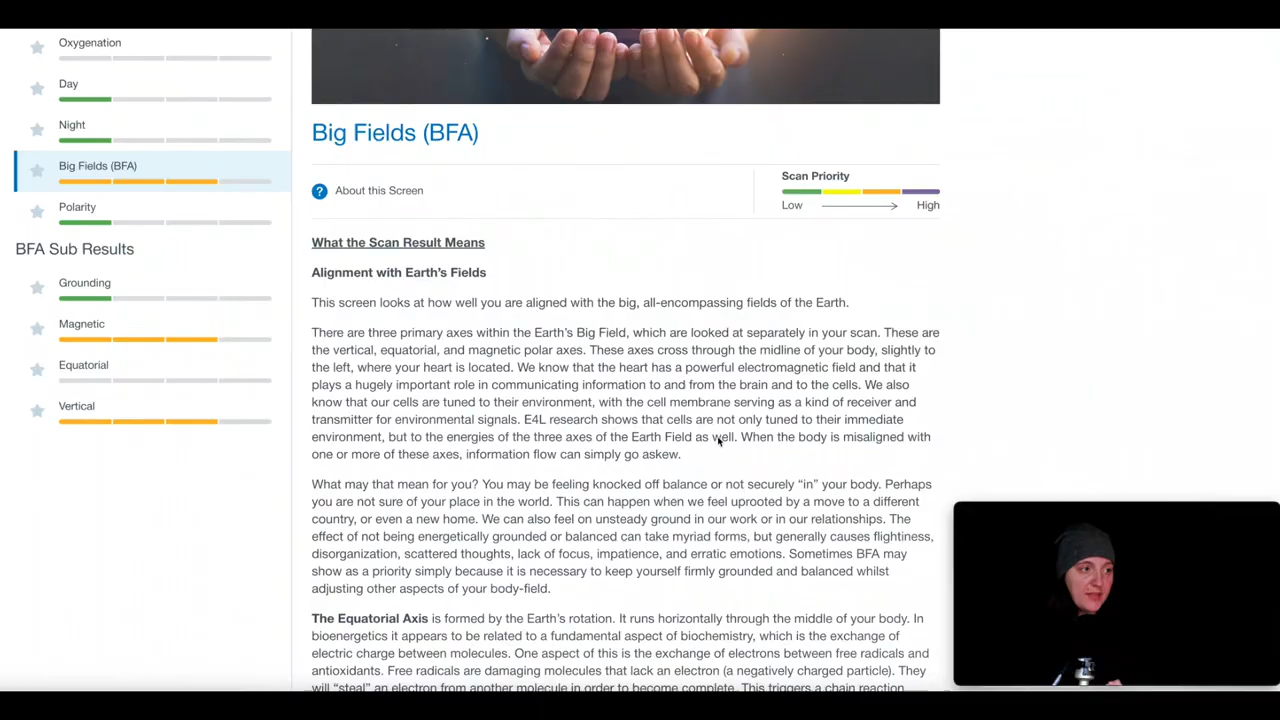 Oxygenation
Day
Night
Big Fields (BFA)
Polarity
BFA Sub Results
Grounding
Magnetic
Equatorial
Vertical
Big Fields (BFA)
? About this Screen
Scan Priority
Low High
What the Scan Result Means
Alignment with Earth’s Fields
This screen looks at how well you are aligned with the big, all-encompassing fields of the Earth.
There are three primary axes within the Earth’s Big Field, which are looked at separately in your scan. These are
the vertical, equatorial, and magnetic polar axes. These axes cross through the midline of your body, slightly to
the left, where your heart is located. We know that the heart has a powerful electromagnetic field and that it
plays a hugely important role in communicating information to and from the brain and to the cells. We also
know that our cells are tuned to their environment, with the cell membrane serving as a kind of receiver and
transmitter for environmental signals. E4L research shows that cells are not only tuned to their immediate
environment, but to the energies of the three axes of the Earth Field as well. When the body is misaligned with
one or more of these axes, information flow can simply go askew.
What may that mean for you? You may be feeling knocked off balance or not securely “in” your body. Perhaps
you are not sure of your place in the world. This can happen when we feel uprooted by a move to a different
country, or even a new home. We can also feel on unsteady ground in our work or in our relationships. The
effect of not being energetically grounded or balanced can take myriad forms, but generally causes flightiness,
disorganization, scattered thoughts, lack of focus, impatience, and erratic emotions. Sometimes BFA may
show as a priority simply because it is necessary to keep yourself firmly grounded and balanced whilst
adjusting other aspects of your body-field.
The Equatorial Axis is formed by the Earth’s rotation. It runs horizontally through the middle of your body. In
bioenergetics it appears to be related to a fundamental aspect of biochemistry, which is the exchange of
electric charge between molecules. One aspect of this is the exchange of electrons between free radicals and
antioxidants. Free radicals are damaging molecules that lack an electron (a negatively charged particle). They
will “steal” an electron from another molecule in order to become complete. This triggers a chain reaction